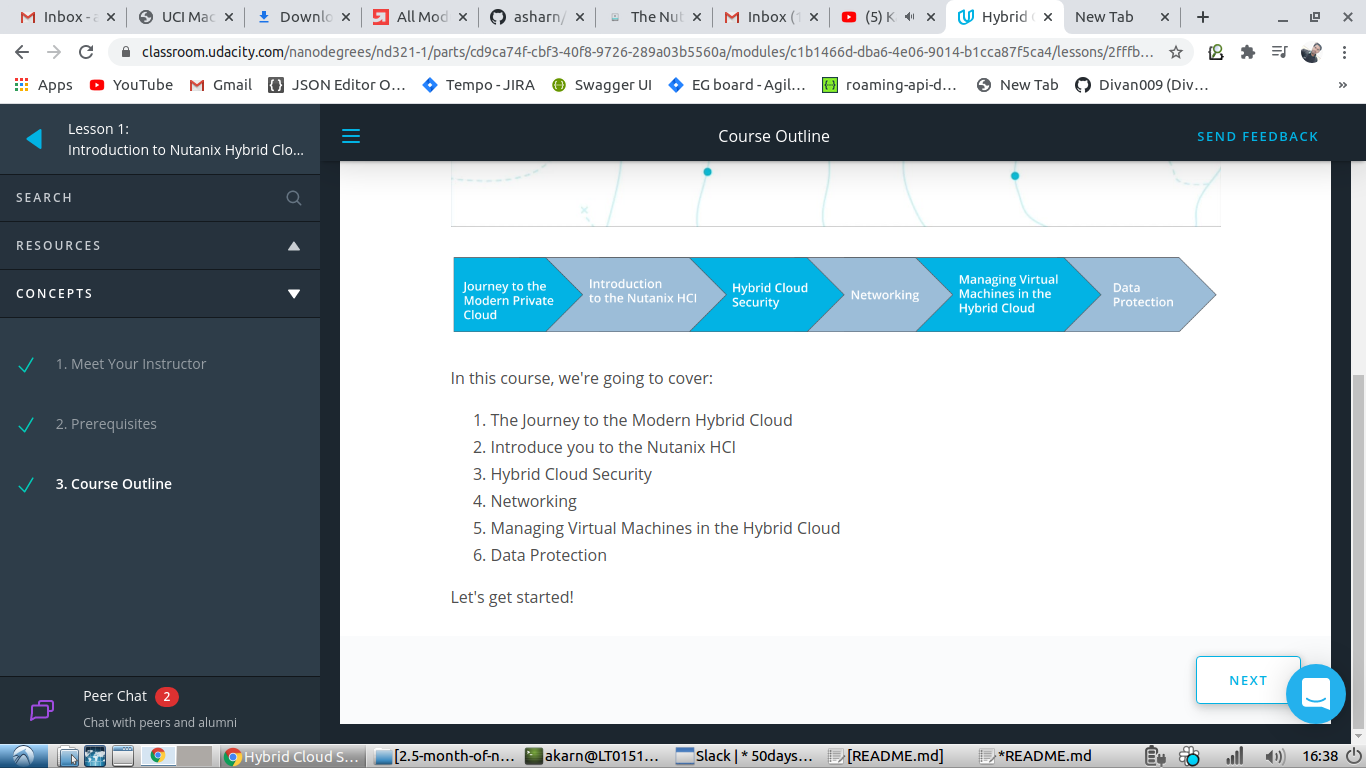 Inbox - a
UCI Mac
Downlo
All Mod
asharn/
The Nut
Inbox (1
(5) K
Hybrid C
New Tab
classroom.udacity.com/nanodegrees/nd321-1/parts/cd9ca74f-cbf3-40f8-9726-289a03b5560a/modules/c1b1466d-dba6-4e06-9014-b1cca87f5ca4/lessons/2fffb...
Apps
YouTube
Gmail
JSON Editor O...
Tempo - JIRA
Swagger UI
EG board - Agil...
roaming-api-d...
New Tab
Divan009 (Div...
»
Lesson 1:
Introduction to Nutanix Hybrid Clo...
Course Outline
SEND FEEDBACK
SEARCH
RESOURCES
CONCEPTS
1. Meet Your Instructor
2. Prerequisites
3. Course Outline
Journey to the
Modern Private
Cloud
Introduction
to the Nutanix HCI
Hybrid Cloud
Security
Networking
Managing Virtual
Machines in the
Hybrid Cloud
Data
Protection
In this course, we're going to cover:
1. The Journey to the Modern Hybrid Cloud
2. Introduce you to the Nutanix HCI
3. Hybrid Cloud Security
4. Networking
5. Managing Virtual Machines in the Hybrid Cloud
6. Data Protection
Let's get started!
NEXT
Peer Chat 2
Chat with peers and alumni
Hybrid Cloud S...
[2.5-month-of-n...
akarn@LT0151...
Slack | * 50days...
[README.md]
*README.md
16:38